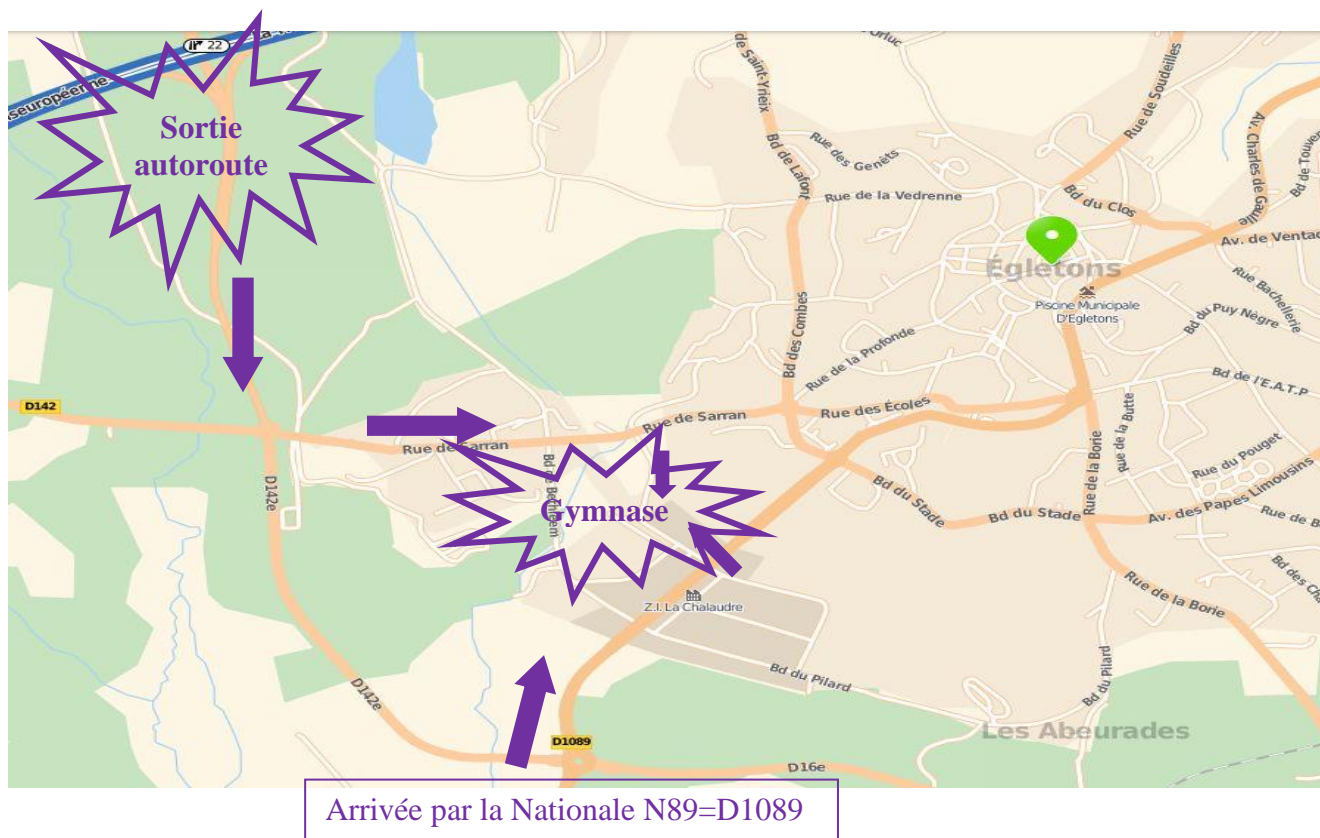 22
Orluc
de Saint-Yrieix
Rue de Soudeilles
Av. Charles de Gaulle
Bd de
Sortie
autoroute
Bd de Lafont
Rue des Genêts
Rue de la Vedrenne
Bd du Clos
Av. de
Égletons
Piscine Municipale
D'Egletons
Rue Bachellerie
Bd du Puy Nègre
Bd des Combes
Rue de la Profonde
Bd de l'E.A.T.P
D142
Rue de Sarran
Rue de Sarran
Rue des Écoles
Rue de la Butte
Rue de la Borie
Rue du Pouget
D142e
Gymnase
Bd du Stade
Bd du Stade
Av. des Papes Limousins
Rue de
Bd des
Rue de la Borie
Z.I. La Chalaudre
Bd du Pilard
Bd du Pilard
D142e
Les Abeurades
D1089
D16e
Arrivée par la Nationale N89=D1089